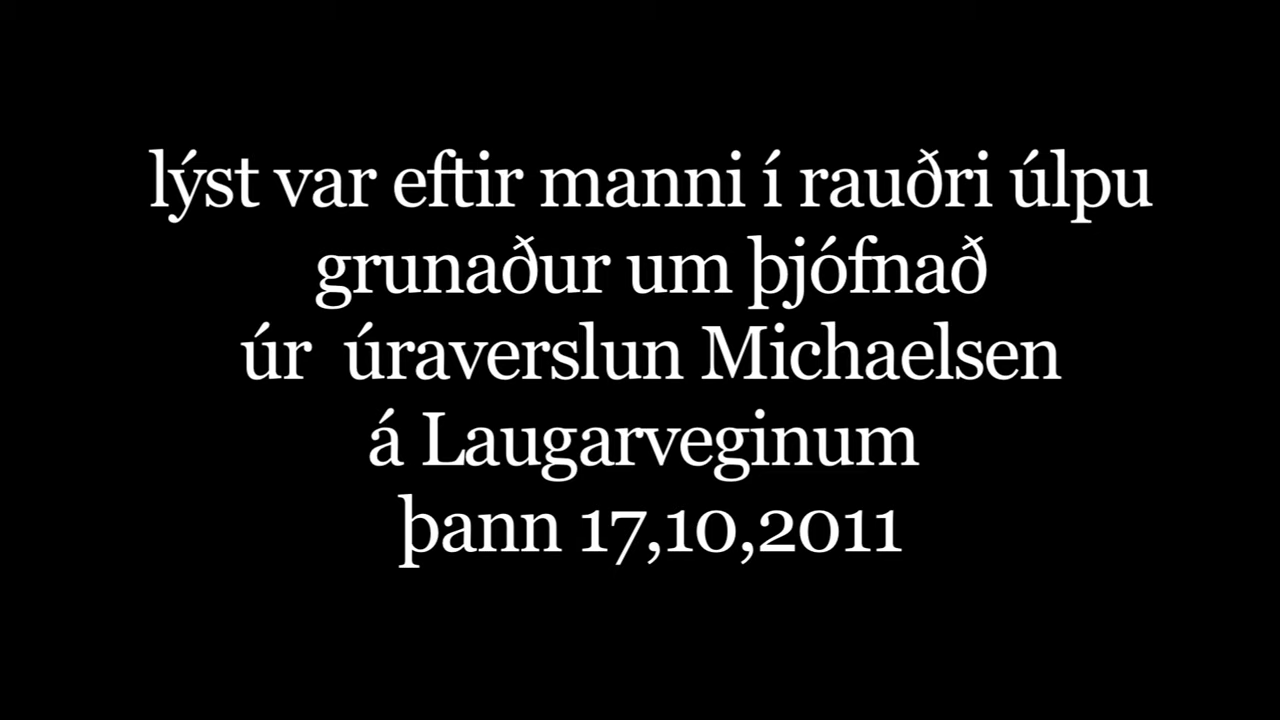 lýst var eftir manni í rauðri úlpu
grunaður um þjófnað
úr úraverslun Michaelsen
á Laugarveginum
þann 17,10,2011